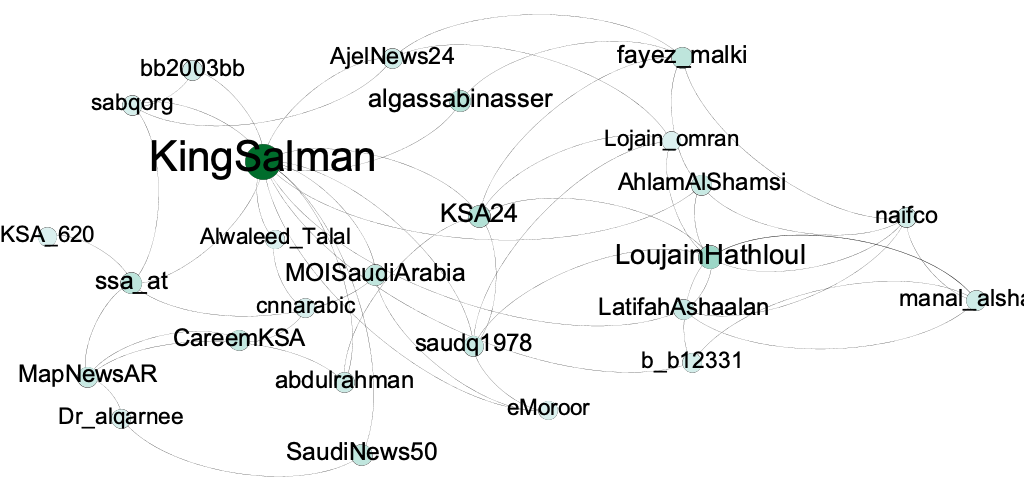 AjelNews24
fayez_malki
bb2003bb
sabqorg
algassabinasser
Lojain_omran
KingSalman
AhlamAlShamsi
KSA24
naifco
KSA_620
Alwaleed_Talal
LoujainHathloul
MOISaudiArabia
ssa_at
manal_alsha
cnnarabic
LatifahAshaalan
CareemKSA
saudq1978
b_b12331
MapNewsAR
abdulrahman
eMoroor
Dr_alqarnee
SaudiNews50